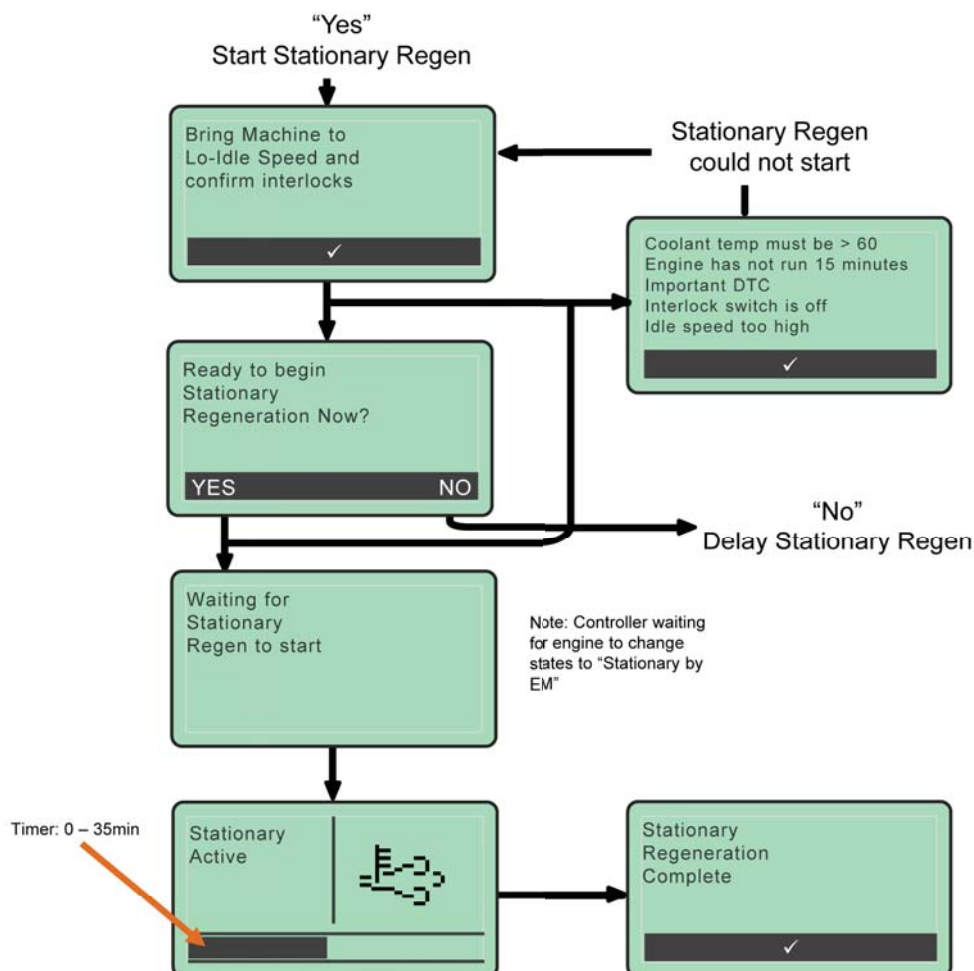 “Yes”
Start Stationary Regen
Bring Machine to
Lo-Idle Speed and
confirm interlocks
✓
Stationary Regen
could not start
Coolant temp must be > 60
Engine has not run 15 minutes
Important DTC
Interlock switch is off
Idle speed too high
✓
Ready to begin
Stationary
Regeneration Now?
YES NO
“No”
Delay Stationary Regen
Waiting for
Stationary
Regen to start
Note: Controller waiting
for engine to change
states to “Stationary by
EM”
Timer: 0 – 35min
Stationary
Active
Stationary
Regeneration
Complete
✓